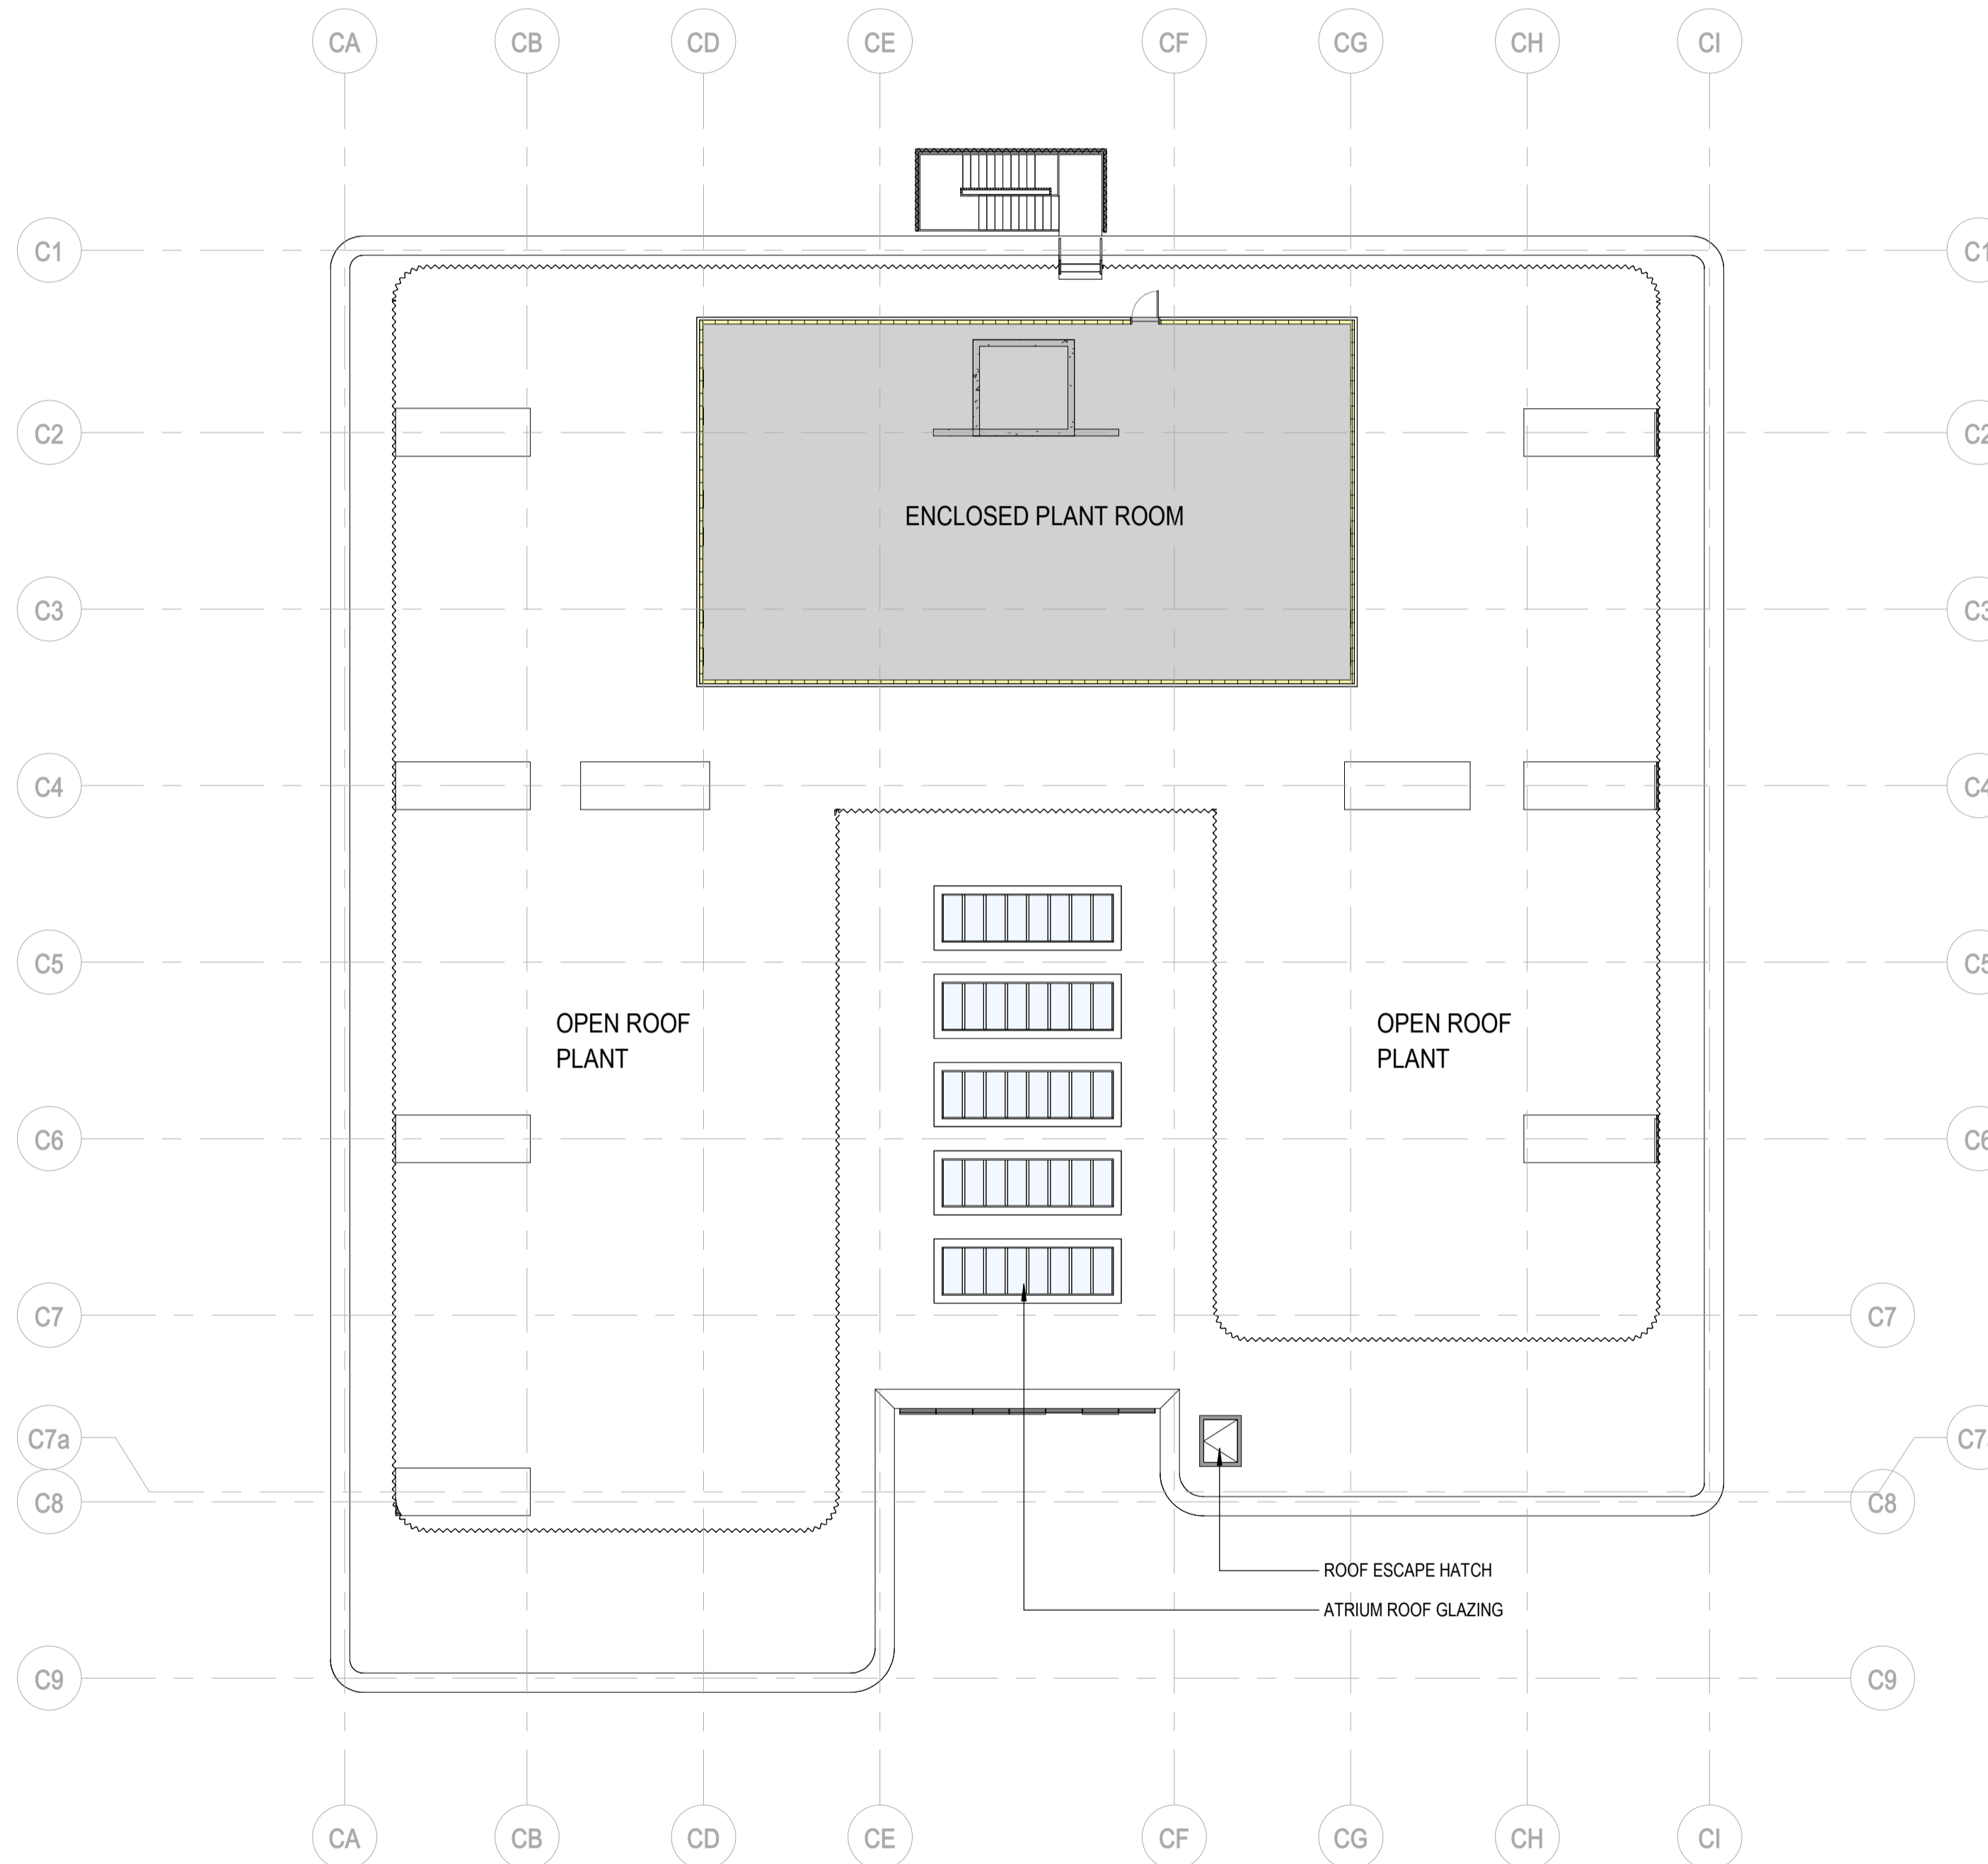 CA CB CD CE CF CG CH CI
C1 C1
C2 C2
ENCLOSED PLANT ROOM
C3 C3
C4 C4
C5 C5
OPEN ROOF OPEN ROOF
PLANT PLANT
C6 C6
C7 C7
C7a C7
C8 C8
ROOF ESCAPE HATCH
ATRIUM ROOF GLAZING
C9 C9
CA CB CD CE CF CG CH CI